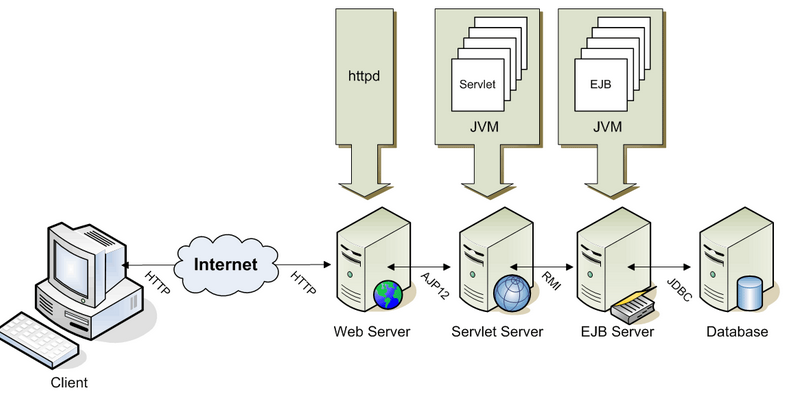 httpd
Servlet
JVM
EJB
JVM
Internet
HTTP
HTTP
AJP12
RMI
JDBC
Web Server
Servlet Server
EJB Server
Database
Client